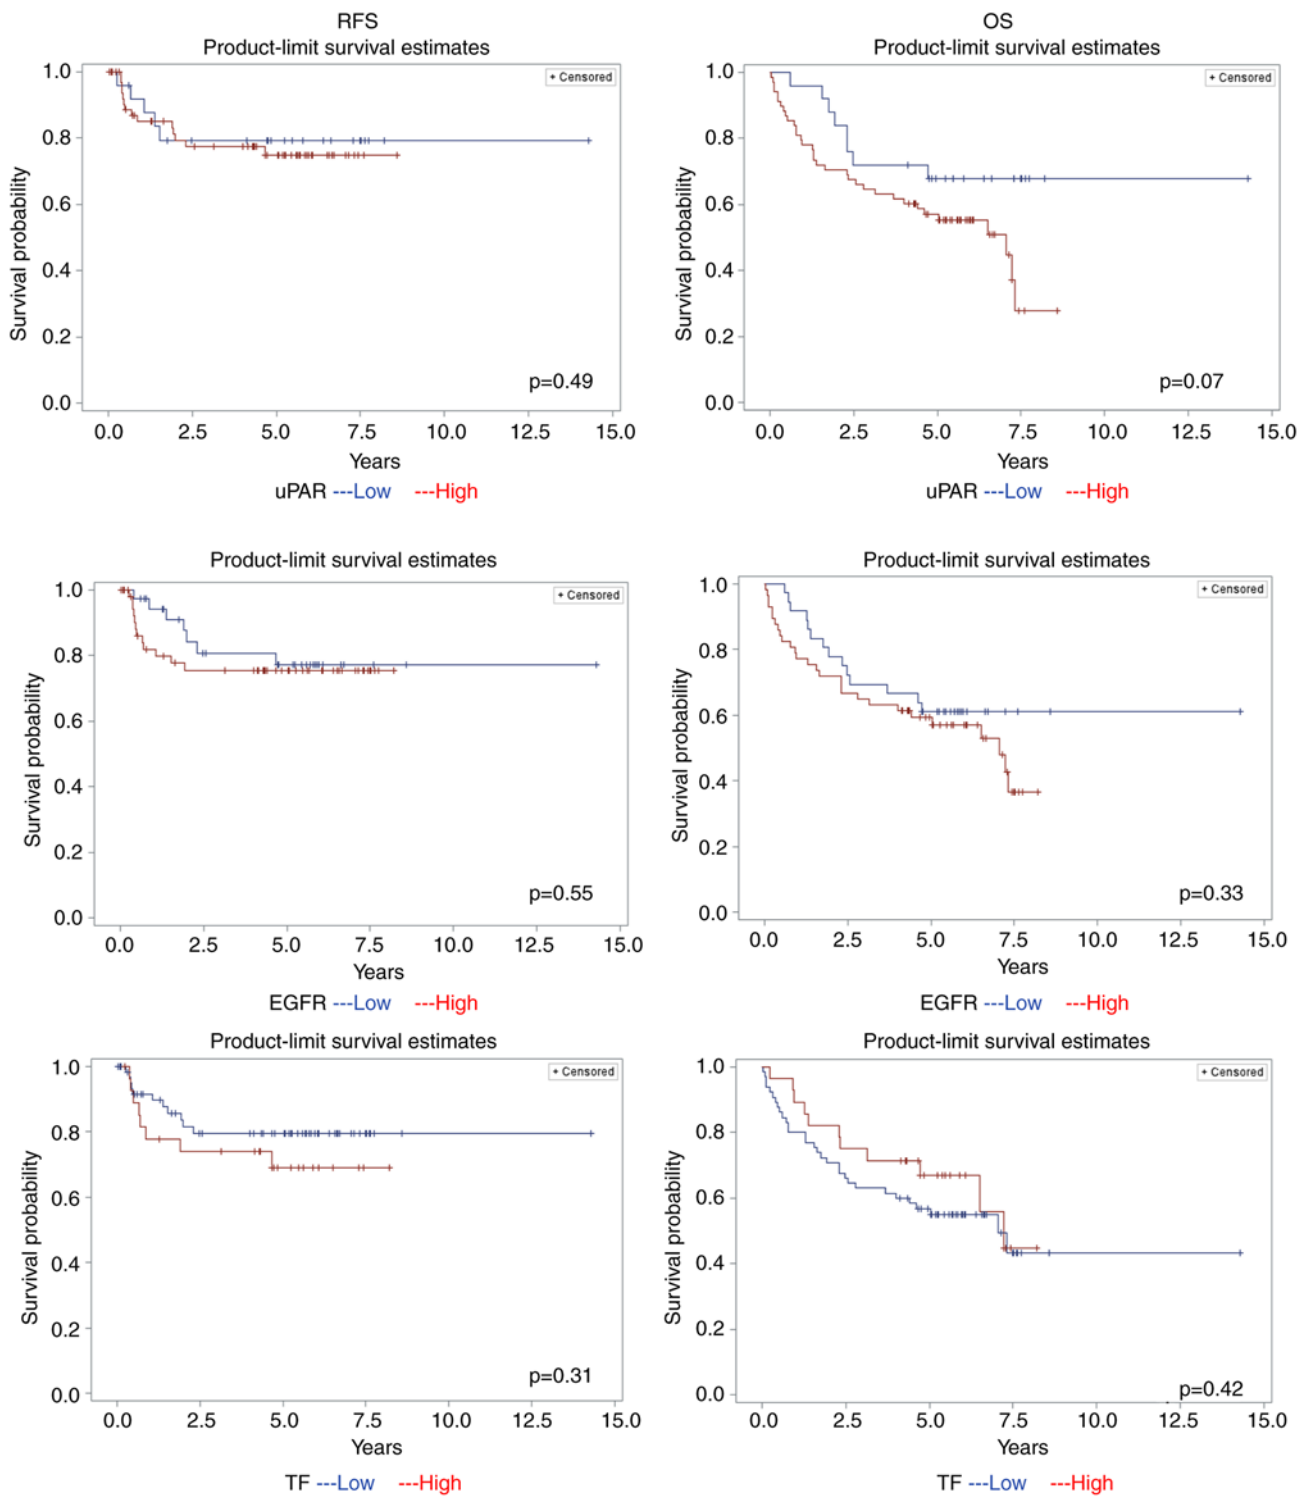 RFS
Product-limit survival estimates
+ Censored
1.0
0.8
0.6
0.4
0.2
0.0
Survival probability
p=0.49
0.0 2.5 5.0 7.5 10.0 12.5 15.0
Years
uPAR ---Low ---High
OS
Product-limit survival estimates
+ Censored
1.0
0.8
0.6
0.4
0.2
0.0
Survival probability
p=0.07
0.0 2.5 5.0 7.5 10.0 12.5 15.0
Years
uPAR ---Low ---High
Product-limit survival estimates
+ Censored
1.0
0.8
0.6
0.4
0.2
0.0
Survival probability
p=0.55
0.0 2.5 5.0 7.5 10.0 12.5 15.0
Years
EGFR ---Low ---High
Product-limit survival estimates
+ Censored
1.0
0.8
0.6
0.4
0.2
0.0
Survival probability
p=0.33
0.0 2.5 5.0 7.5 10.0 12.5 15.0
Years
EGFR ---Low ---High
Product-limit survival estimates
+ Censored
1.0
0.8
0.6
0.4
0.2
0.0
Survival probability
p=0.31
0.0 2.5 5.0 7.5 10.0 12.5 15.0
Years
TF ---Low ---High
Product-limit survival estimates
+ Censored
1.0
0.8
0.6
0.4
0.2
0.0
Survival probability
p=0.42
0.0 2.5 5.0 7.5 10.0 12.5 15.0
Years
TF ---Low ---High